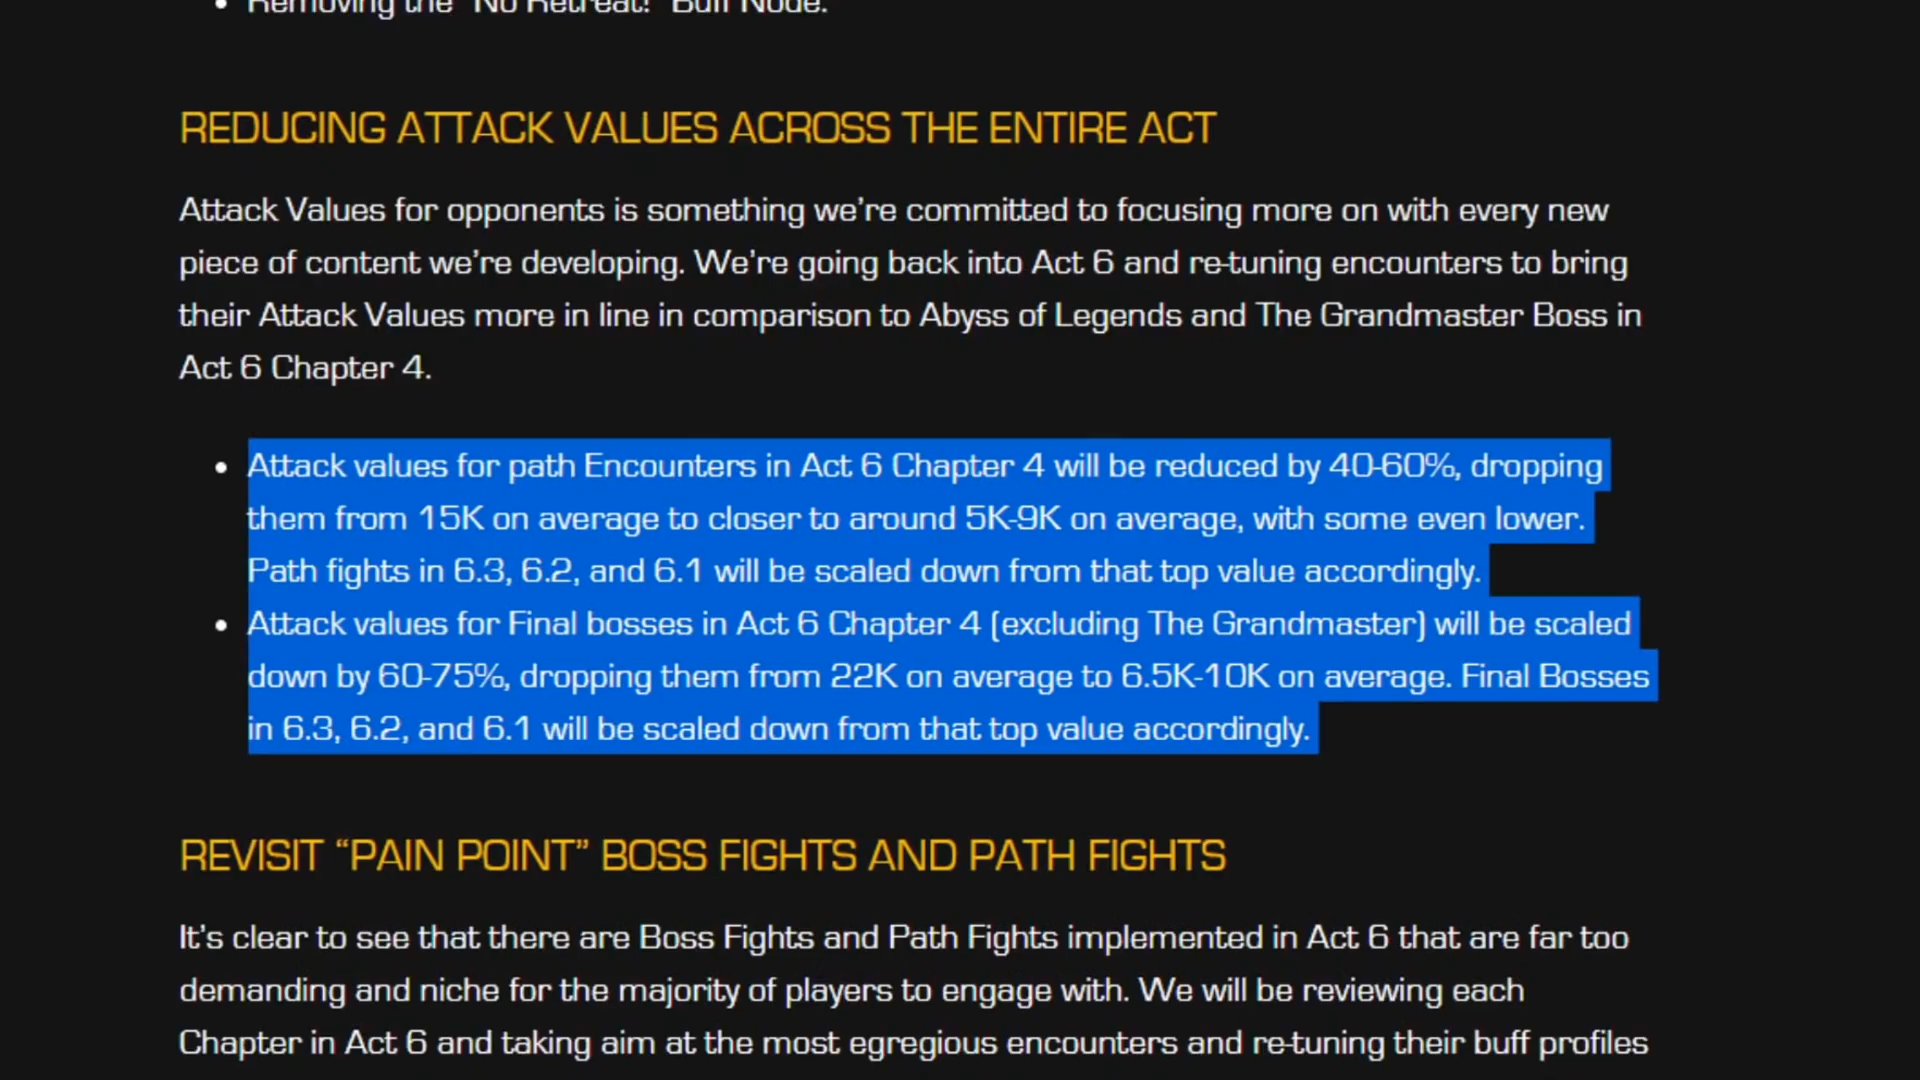 Removing the "No Retreat!" Buff Node.
REDUCING ATTACK VALUES ACROSS THE ENTIRE ACT
Attack Values for opponents is something we’re committed to focusing more on with every new
piece of content we’re developing. We’re going back into Act 6 and re-tuning encounters to bring
their Attack Values more in line in comparison to Abyss of Legends and The Grandmaster Boss in
Act 6 Chapter 4.
Attack values for path Encounters in Act 6 Chapter 4 will be reduced by 40-60%, dropping
them from 15K on average to closer to around 5K-9K on average, with some even lower.
Path fights in 6.3, 6.2, and 6.1 will be scaled down from that top value accordingly.
Attack values for Final bosses in Act 6 Chapter 4 (excluding The Grandmaster) will be scaled
down by 60-75%, dropping them from 22K on average to 6.5K-10K on average. Final Bosses
in 6.3, 6.2, and 6.1 will be scaled down from that top value accordingly.
REVISIT “PAIN POINT” BOSS FIGHTS AND PATH FIGHTS
It’s clear to see that there are Boss Fights and Path Fights implemented in Act 6 that are far too
demanding and niche for the majority of players to engage with. We will be reviewing each
Chapter in Act 6 and taking aim at the most egregious encounters and re-tuning their buff profiles